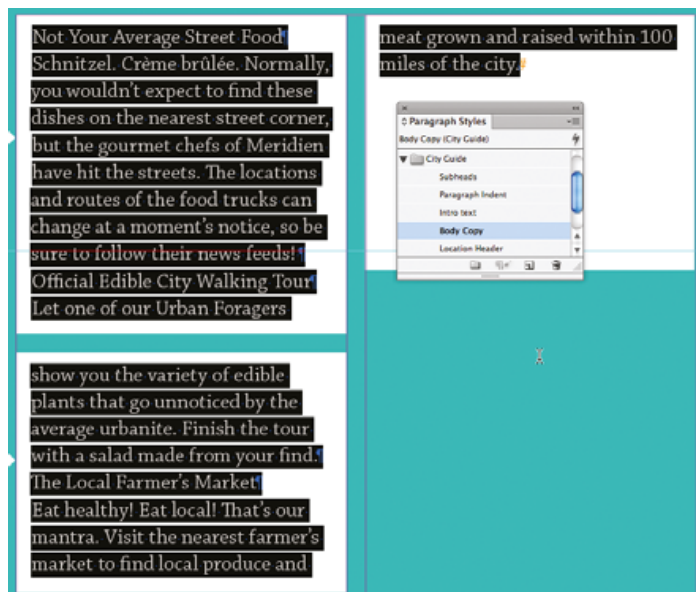 Not Your Average Street Food
Schnitzel. Crème brûlée. Normally,
you wouldn't expect to find these
dishes on the nearest street corner,
but the gourmet chefs of Meridien
have hit the streets. The locations
and routes of the food trucks can
change at a moment's notice, so be
sure to follow their news feeds!
Official Edible City Walking Tour
Let one of our Urban Foragers
show you the variety of edible
plants that go unnoticed by the
average urbanite. Finish the tour
with a salad made from your find.
The Local Farmer's Market
Eat healthy! Eat local! That's our
mantra. Visit the nearest farmer's
market to find local produce and
meat grown and raised within 100
miles of the city.
Paragraph Styles
Body Copy (City Guide)
City Guide
Subheads
Paragraph Indent
Intro text
Body Copy
Location Header